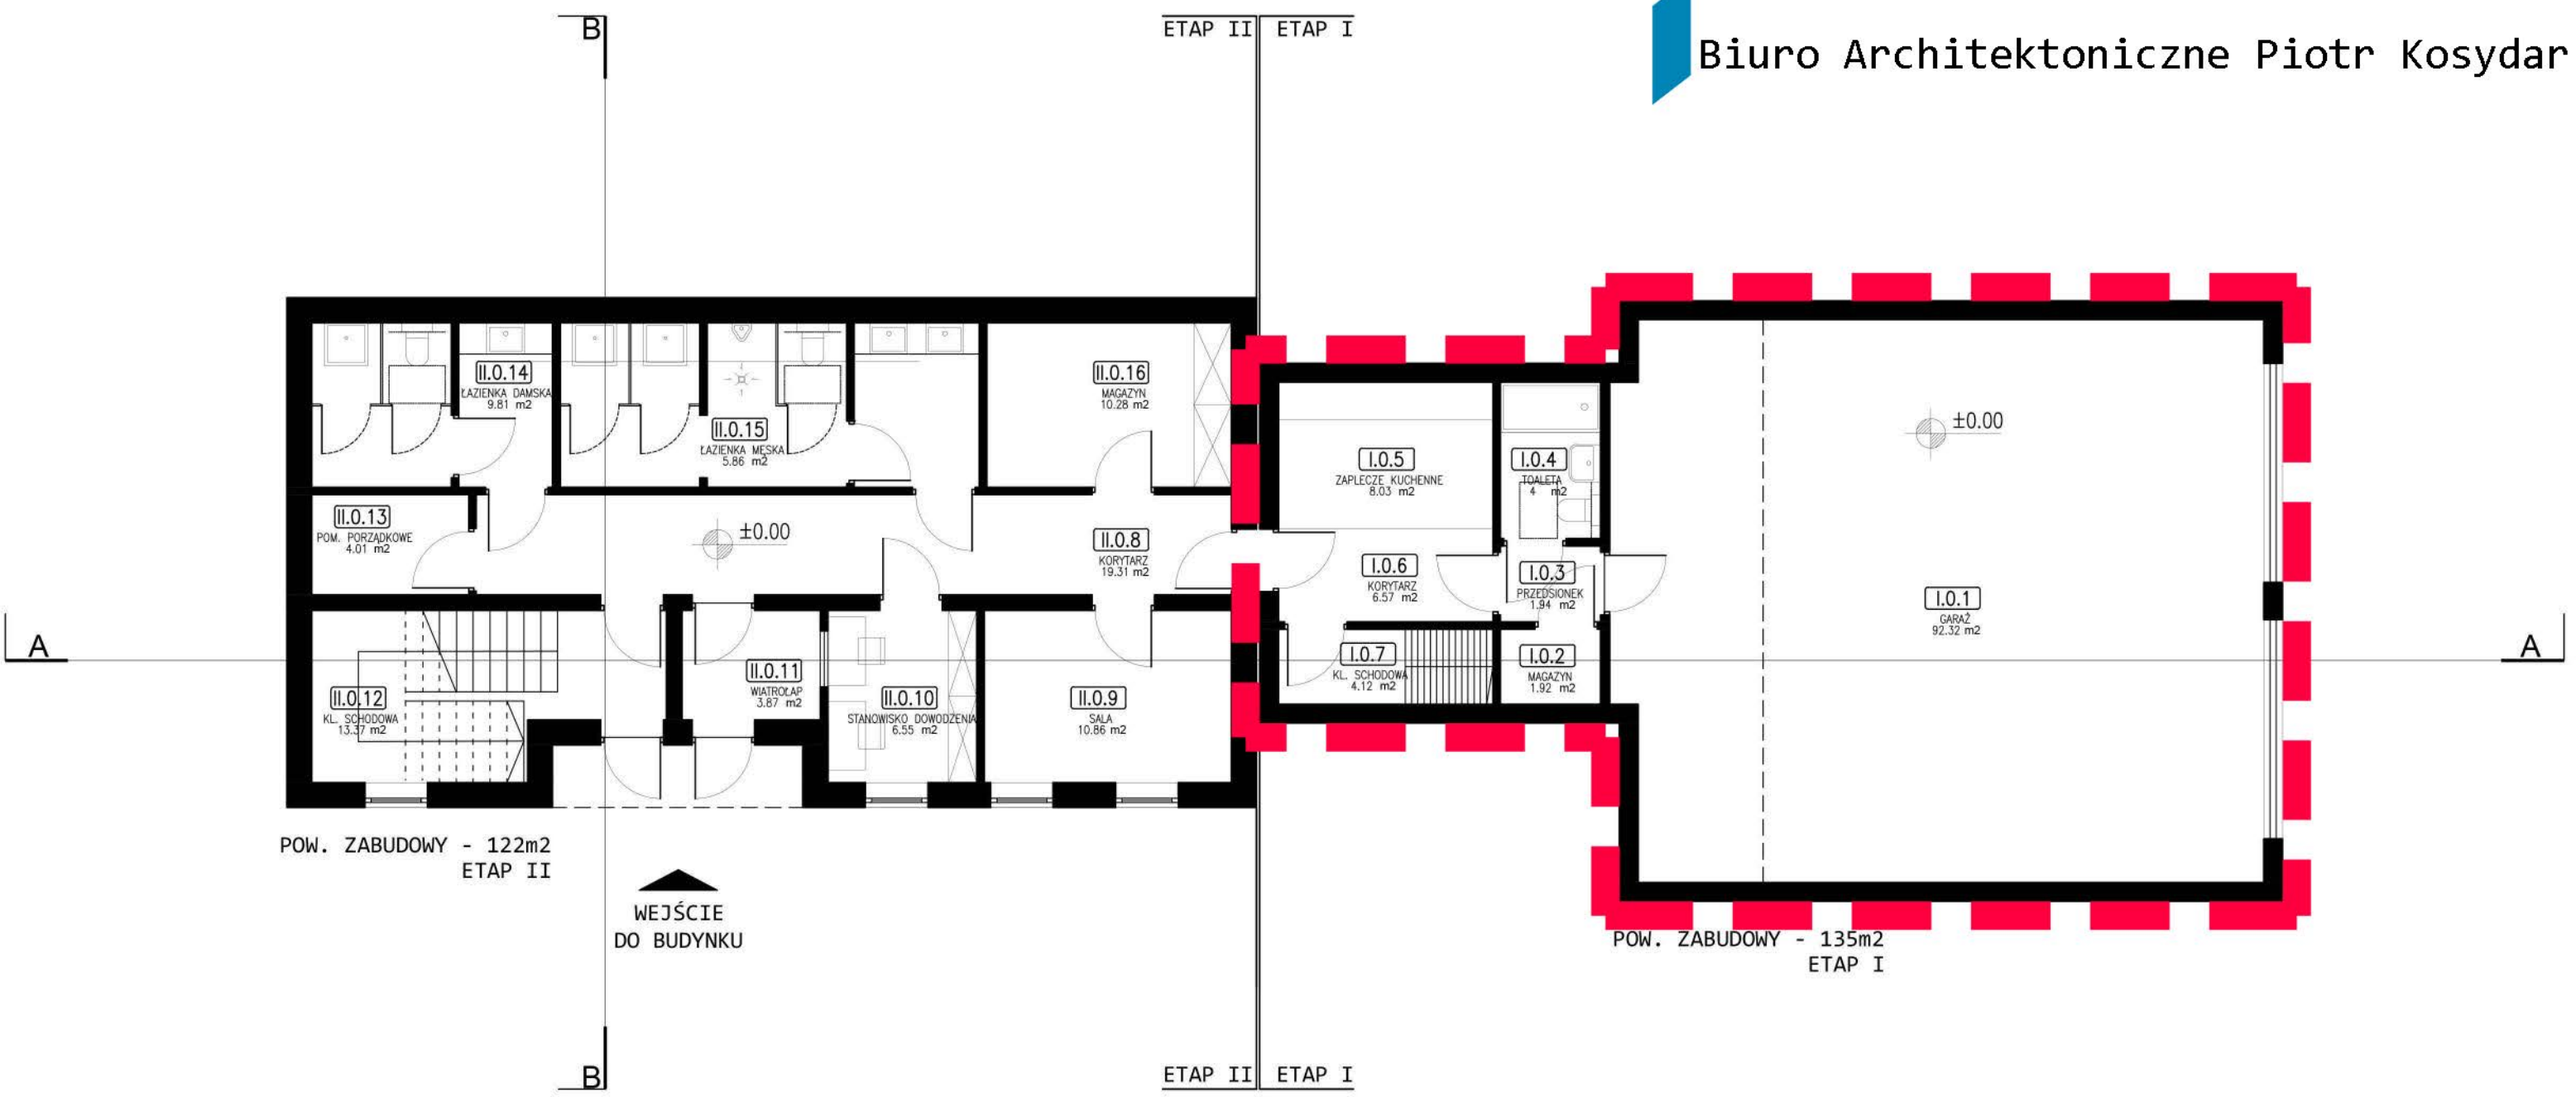 B
ETAP II
ETAP I
Biuro Architektoniczne Piotr Kosydar
II.0.14
ŁAZIENKA DAMSKA
9.81 m2
II.0.15
ŁAZIENKA MĘSKA
5.86 m2
II.0.16
MAGAZYN
10.28 m2
I.0.5
ZAPLECZE KUCHENNE
8.03 m2
I.0.4
TOALETA
4 m2
±0.00
II.0.13
POM. PORZĄDKOWE
4.01 m2
±0.00
II.0.8
KORYTARZ
19.31 m2
I.0.6
KORYTARZ
6.57 m2
I.0.3
PRZEDSIONEK
1.94 m2
I.0.1
GARAŻ
92.32 m2
A
II.0.12
KL. SCHODOWA
13.37 m2
II.0.11
WIATROŁAP
3.87 m2
II.0.10
STANOWISKO DOWODZENIA
6.55 m2
II.0.9
SALA
10.86 m2
I.0.7
KL. SCHODOWA
4.12 m2
I.0.2
MAGAZYN
1.92 m2
A
POW. ZABUDOWY - 122m2
ETAP II
WEJŚCIE
DO BUDYNKU
POW. ZABUDOWY - 135m2
ETAP I
B
ETAP II
ETAP I